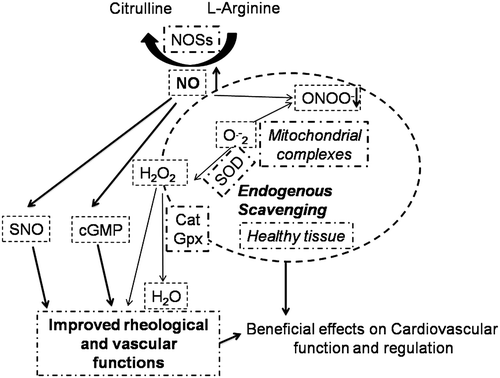 Citrulline L-Arginine
NOSs
NO
ONOO-
O-2
Mitochondrial
complexes
H2O2
SOD
Endogenous
Scavenging
Cat
Gpx
Healthy tissue
SNO
cGMP
H2O
Improved rheological
and vascular
functions
Beneficial effects on Cardiovascular
function and regulation